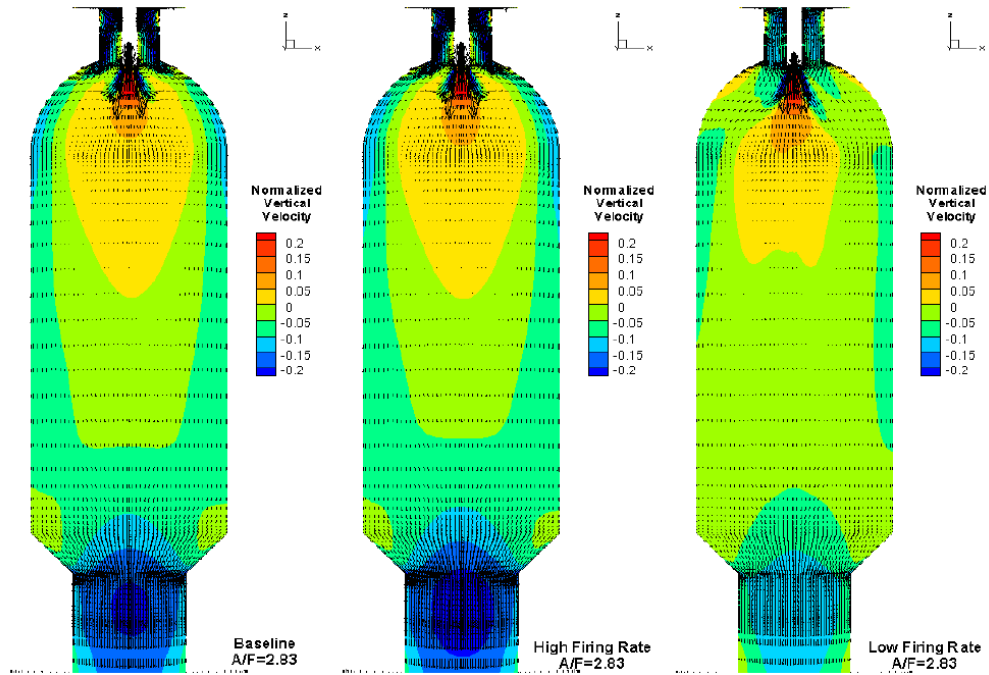 Z
X
Y
Z
X
Y
Z
X
Y
Normalized
Vertical
Velocity
0.2
0.15
0.1
0.05
0
-0.05
-0.1
-0.15
-0.2
Normalized
Vertical
Velocity
0.2
0.15
0.1
0.05
0
-0.05
-0.1
-0.15
-0.2
Normalized
Vertical
Velocity
0.2
0.15
0.1
0.05
0
-0.05
-0.1
-0.15
-0.2
Baseline
A/F=2.83
High Firing Rate
A/F=2.83
Low Firing Rate
A/F=2.83